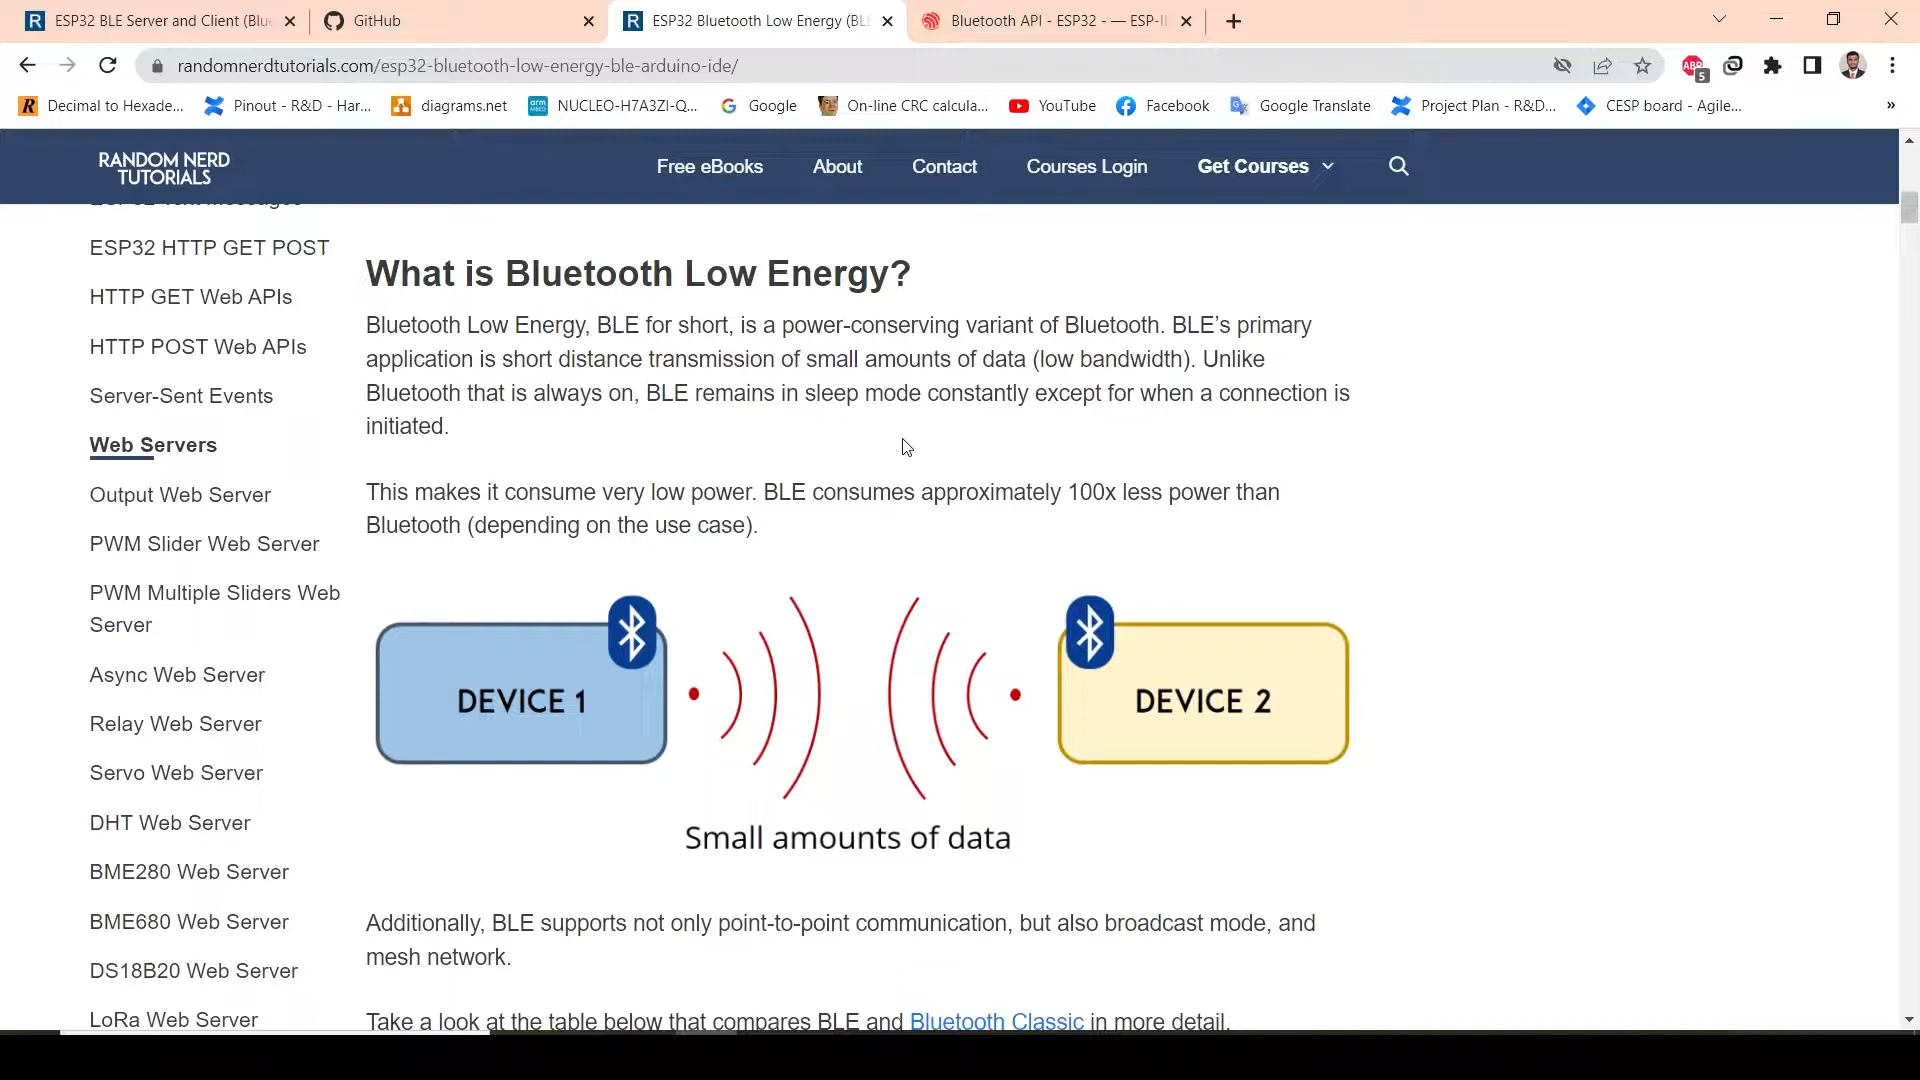 ESP32 BLE Server and Client (Blu
GitHub
ESP32 Bluetooth Low Energy (BLE
Bluetooth API - ESP32 - — ESP-I
randomnerdtutorials.com/esp32-bluetooth-low-energy-ble-arduino-ide/
ABP
5
Decimal to Hexade...
Pinout - R&D - Har...
diagrams.net
arm MBED
NUCLEO-H7A3ZI-Q...
Google
On-line CRC calcula...
YouTube
Facebook
Google Translate
Project Plan - R&D...
CESP board - Agile...
RANDOM NERD
TUTORIALS
Free eBooks
About
Contact
Courses Login
Get Courses
ESP32 HTTP GET POST
HTTP GET Web APIs
HTTP POST Web APIs
Server-Sent Events
Web Servers
Output Web Server
PWM Slider Web Server
PWM Multiple Sliders Web
Server
Async Web Server
Relay Web Server
Servo Web Server
DHT Web Server
BME280 Web Server
BME680 Web Server
DS18B20 Web Server
LoRa Web Server
What is Bluetooth Low Energy?
Bluetooth Low Energy, BLE for short, is a power-conserving variant of Bluetooth. BLE’s primary
application is short distance transmission of small amounts of data (low bandwidth). Unlike
Bluetooth that is always on, BLE remains in sleep mode constantly except for when a connection is
initiated.
This makes it consume very low power. BLE consumes approximately 100x less power than
Bluetooth (depending on the use case).
DEVICE 1
DEVICE 2
Small amounts of data
Additionally, BLE supports not only point-to-point communication, but also broadcast mode, and
mesh network.
Take a look at the table below that compares BLE and Bluetooth Classic in more detail.